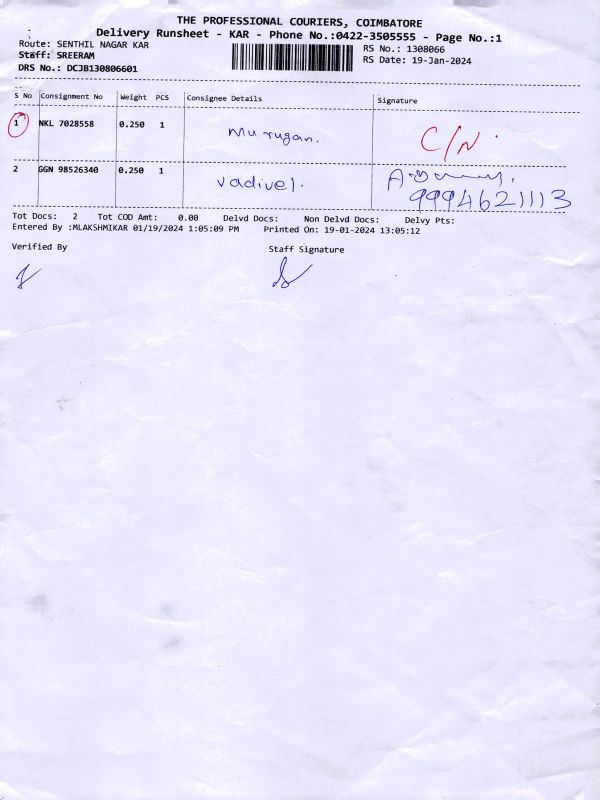 THE PROFESSIONAL COURIERS, COIMBATORE
Delivery Runsheet - KAR - Phone No.:0422-3505555 - Page No.:1
Route: SENTHIL NAGAR KAR
RS No.: 1308066
Staff: SREERAM
RS Date: 19-Jan-2024
DRS No.: DCJB130806601
S No Consignment No Weight PCS Consignee Details Signature
1 NKL 7028558 0.250 1 Murugan. C/N.
2 GGN 98526340 0.250 1 Vadivel.
9994621113
Tot Docs: 2 Tot COD Amt: 0.00 Delvd Docs: Non Delvd Docs: Delvy Pts:
Entered By :MLAKSHMIKAR 01/19/2024 1:05:09 PM Printed On: 19-01-2024 13:05:12
Verified By Staff Signature